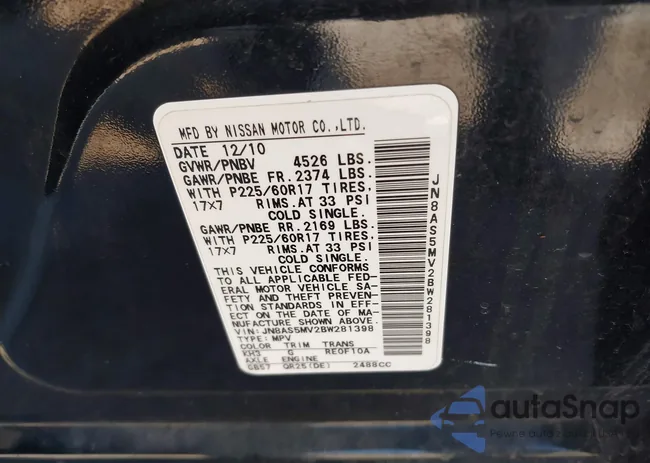 MFD BY NISSAN MOTOR CO.,LTD.
DATE 12/10
GVWR/PNBV 4526 LBS.
GAWR/PNBE FR. 2374 LBS.
WITH P225/60R17 TIRES,
17X7 RIMS.AT 33 PSI
COLD SINGLE.
GAWR/PNBE RR. 2169 LBS.
WITH P225/60R17 TIRES,
17X7 RIMS.AT 33 PSI
COLD SINGLE.
THIS VEHICLE CONFORMS
TO ALL APPLICABLE FED-
ERAL MOTOR VEHICLE SA-
FETY AND THEFT PREVEN-
TION STANDARDS IN EFF-
ECT ON THE DATE OF MA-
NUFACTURE SHOWN ABOVE.
VIN:JN8AS5MV2BW281398
TYPE:MPV
COLOR TRIM TRANS
KH3 G RE0F10A
AXLE ENGINE
GB57 QR25(DE) 2488CC
JN8AS5MV2BW281398
autoSnap